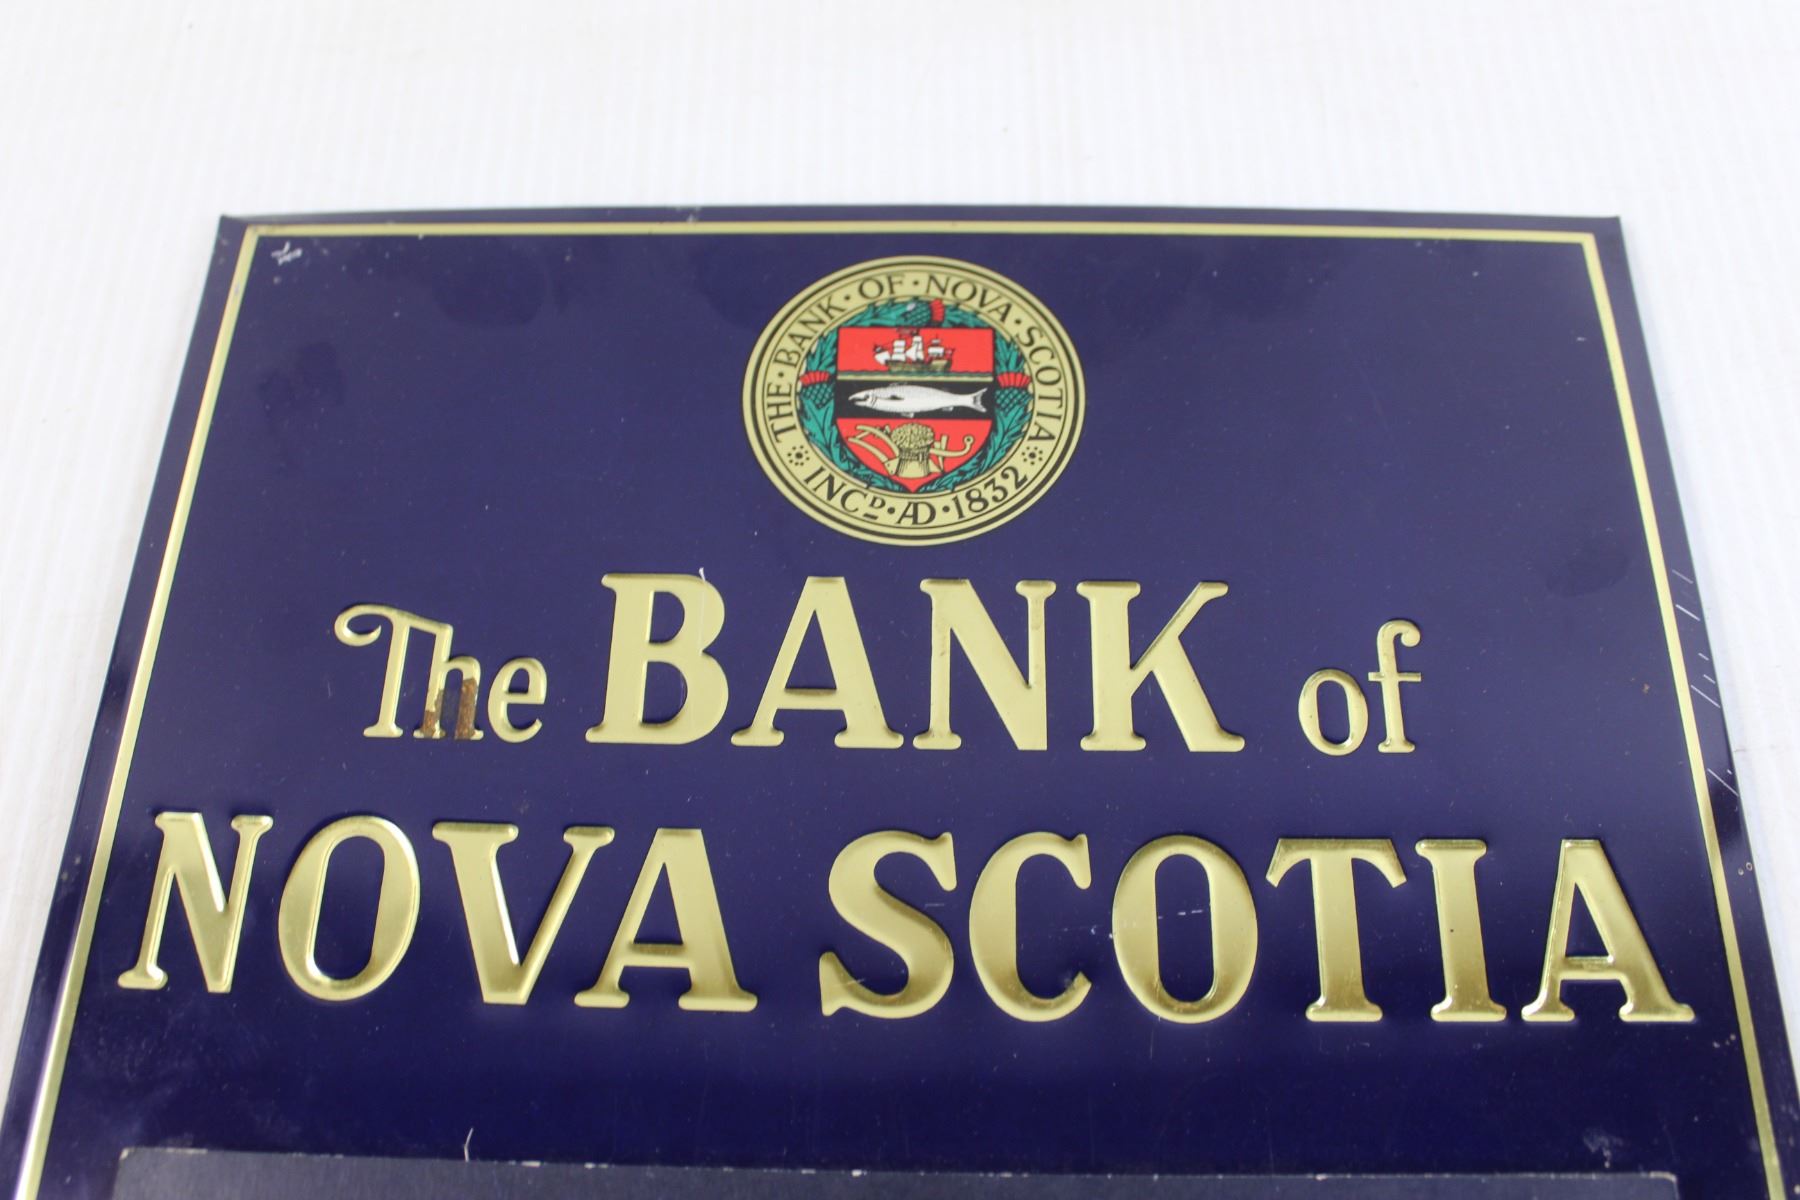 THE · BANK · OF · NOVA · SCOTIA
INCD · AD · 1832
The BANK of
NOVA SCOTIA